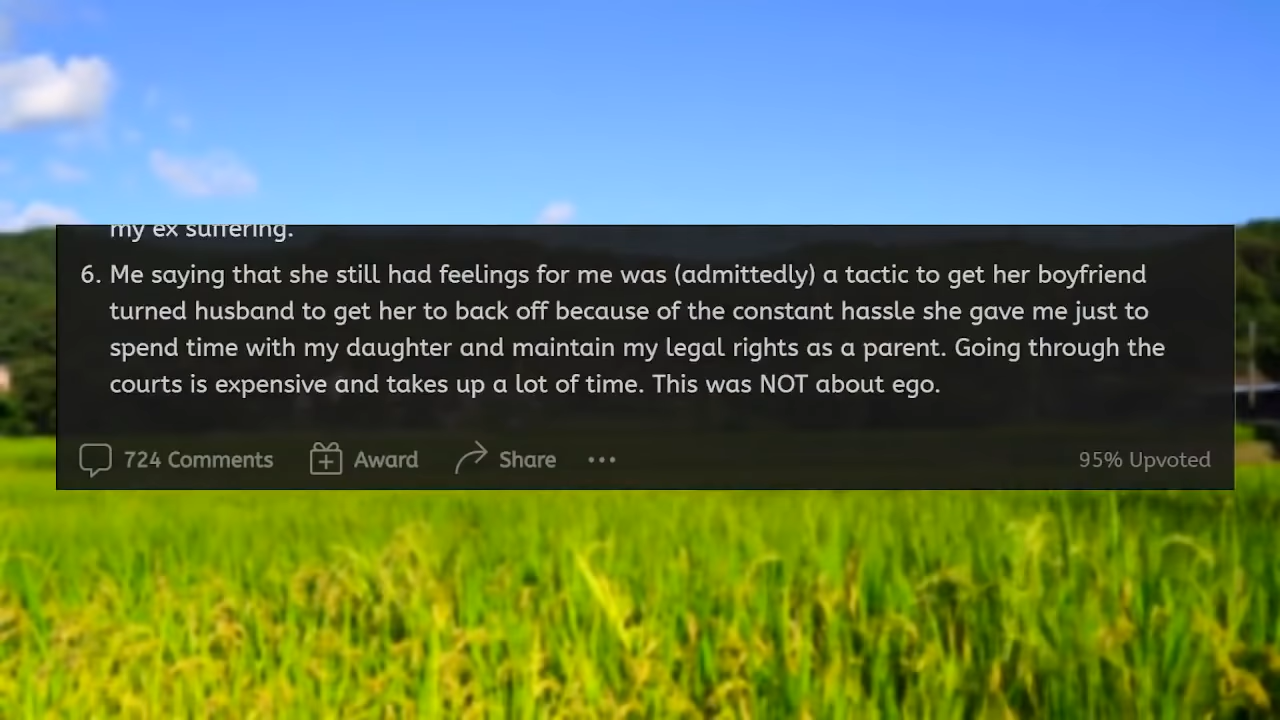 my ex suffering.
6. Me saying that she still had feelings for me was (admittedly) a tactic to get her boyfriend
turned husband to get her to back off because of the constant hassle she gave me just to
spend time with my daughter and maintain my legal rights as a parent. Going through the
courts is expensive and takes up a lot of time. This was NOT about ego.
724 Comments Award Share ••• 95% Upvoted